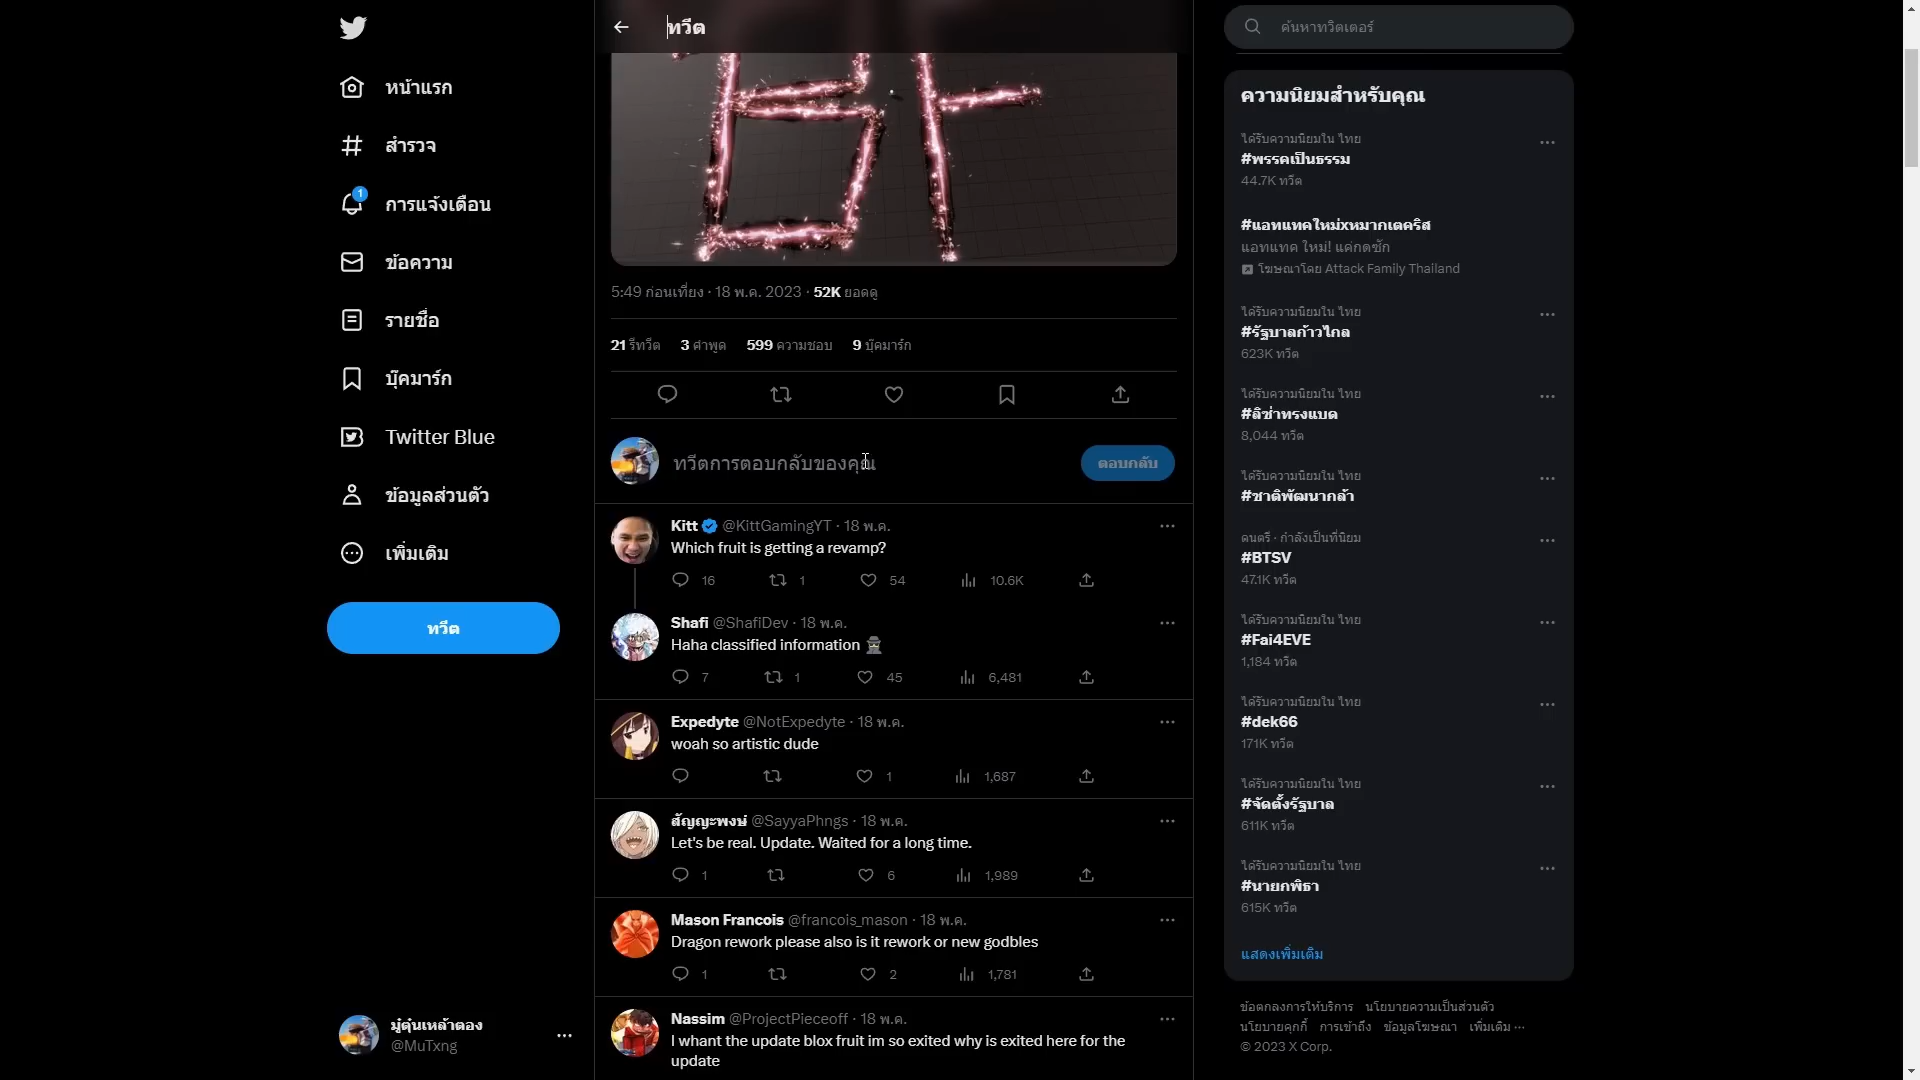 หน้าแรก
สำรวจ
1
การแจ้งเตือน
ข้อความ
รายชื่อ
บุ๊คมาร์ก
Twitter Blue
ข้อมูลส่วนตัว
เพิ่มเติม
ทวีต
มู๋ตุ๋นเหล้าตอง
@MuTxng
ทวีต
5:49 ก่อนเที่ยง · 18 พ.ค. 2023 · 52K ยอดดู
21 รีทวีต 3 คำพูด 599 ความชอบ 9 บุ๊คมาร์ก
ทวีตการตอบกลับของคุณ
ตอบกลับ
Kitt @KittGamingYT · 18 พ.ค.
Which fruit is getting a revamp?
16 1 54 10.6K
Shafi @ShafiDev · 18 พ.ค.
Haha classified information
7 1 45 6,481
Expedyte @NotExpedyte · 18 พ.ค.
woah so artistic dude
1 1,687
สัญญะพงษ์ @SayyaPhngs · 18 พ.ค.
Let's be real. Update. Waited for a long time.
1 6 1,989
Mason Francois @francois_mason · 18 พ.ค.
Dragon rework please also is it rework or new godbles
1 2 1,781
Nassim @ProjectPieceoff · 18 พ.ค.
I whant the update blox fruit im so exited why is exited here for the
update
ค้นหาทวิตเตอร์
ความนิยมสำหรับคุณ
ได้รับความนิยมใน ไทย
#พรรคเป็นธรรม
44.7K ทวีต
#แอทแทคใหม่xหมากเตคริส
แอทแทค ใหม่! แค่กดซัก
โฆษณาโดย Attack Family Thailand
ได้รับความนิยมใน ไทย
#รัฐบาลก้าวไกล
623K ทวีต
ได้รับความนิยมใน ไทย
#ลิซ่าทรงแบด
8,044 ทวีต
ได้รับความนิยมใน ไทย
#ชาติพัฒนากล้า
ดนตรี · กำลังเป็นที่นิยม
#BTSV
47.1K ทวีต
ได้รับความนิยมใน ไทย
#Fai4EVE
1,184 ทวีต
ได้รับความนิยมใน ไทย
#dek66
171K ทวีต
ได้รับความนิยมใน ไทย
#จัดตั้งรัฐบาล
611K ทวีต
ได้รับความนิยมใน ไทย
#นายกพิธา
615K ทวีต
แสดงเพิ่มเติม
ข้อตกลงการให้บริการ นโยบายความเป็นส่วนตัว
นโยบายคุกกี้ การเข้าถึง ข้อมูลโฆษณา เพิ่มเติม ···
© 2023 X Corp.